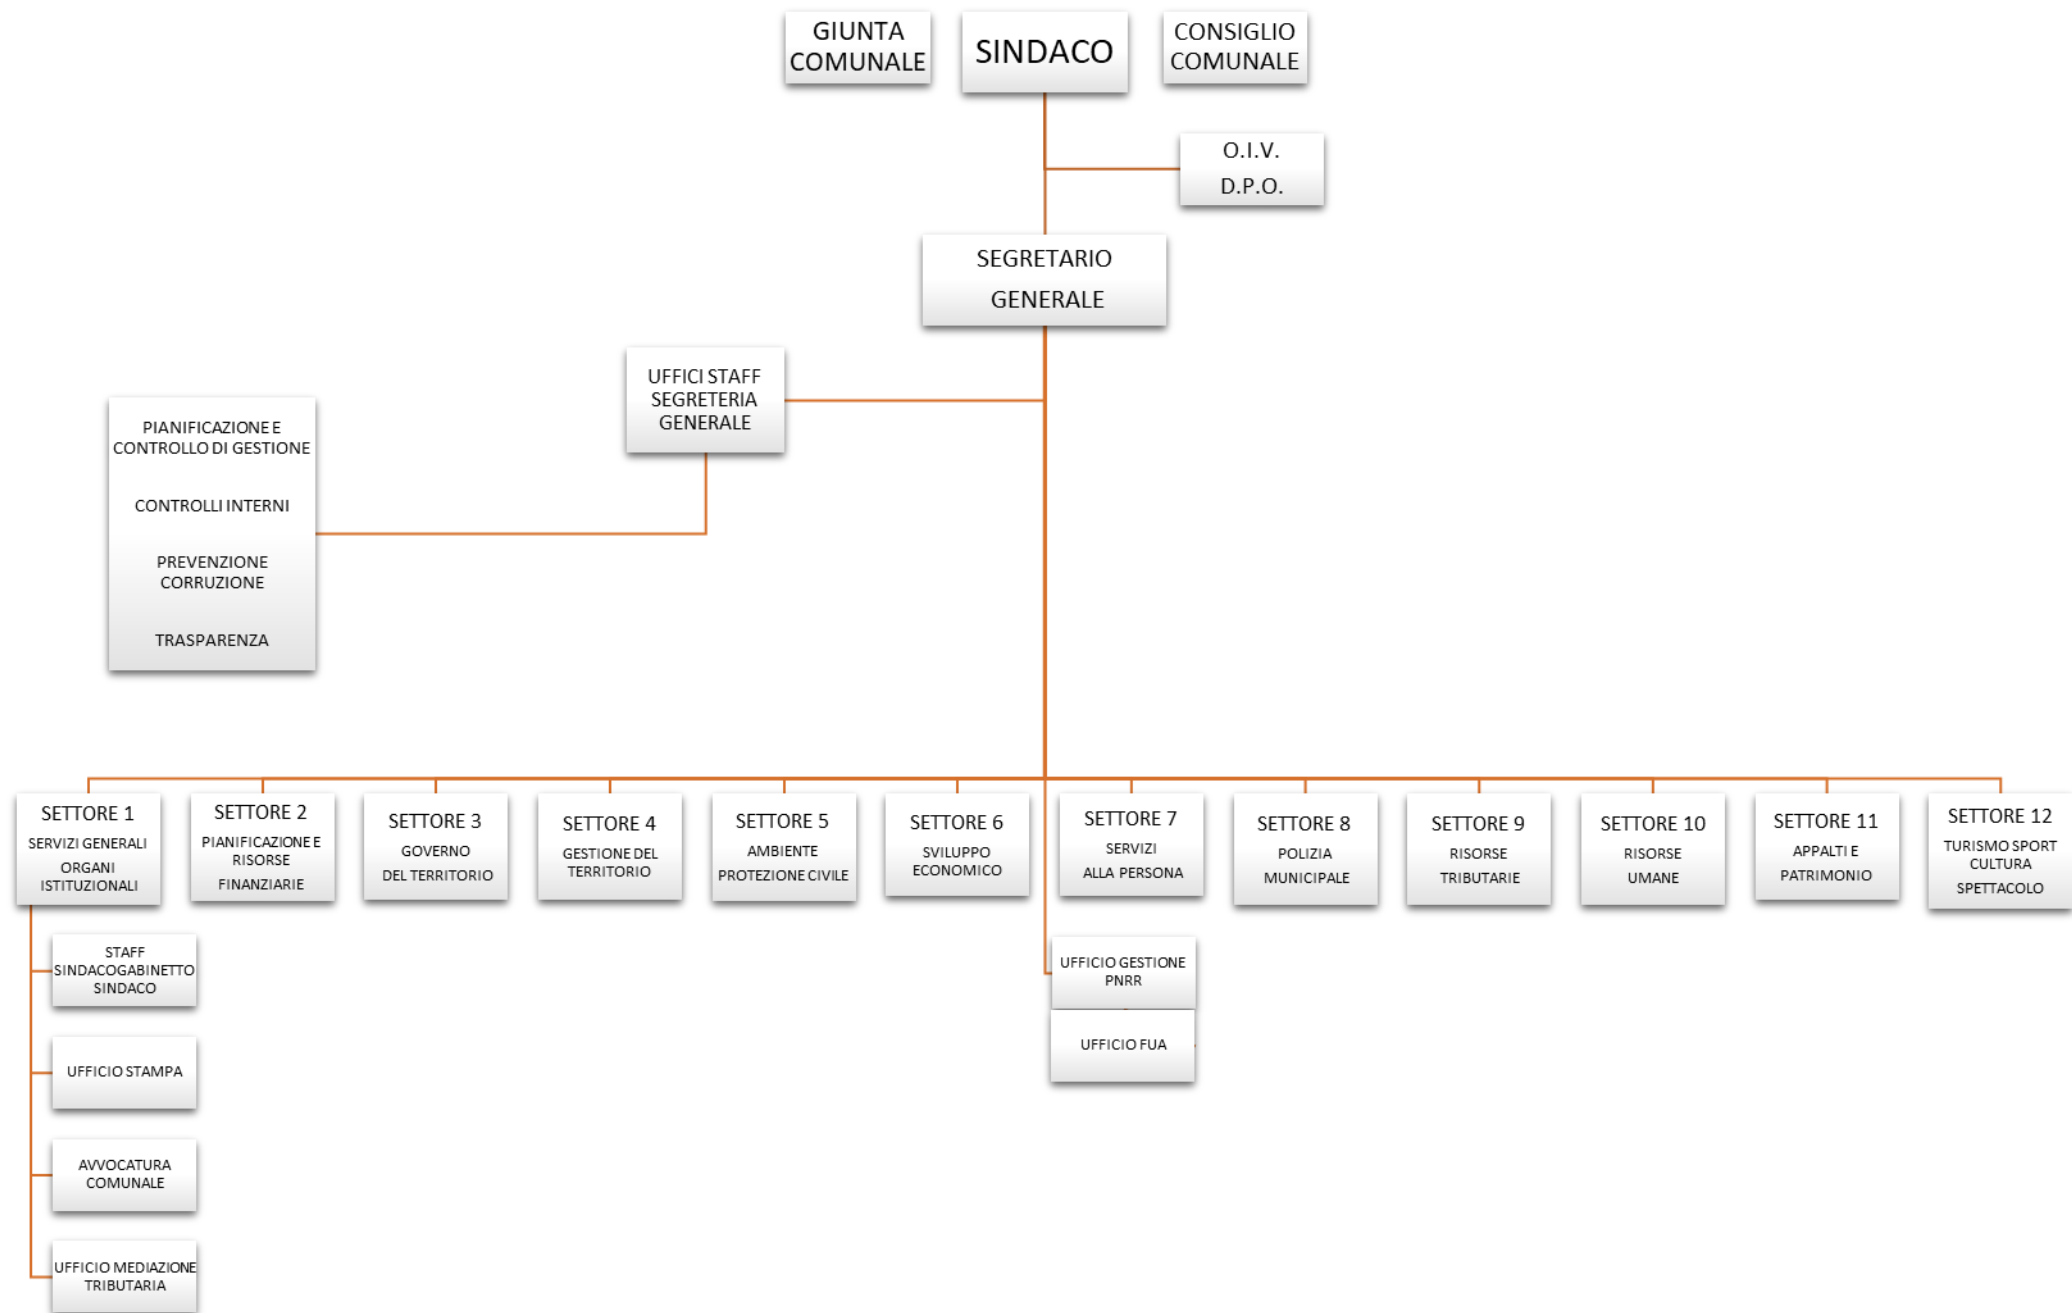 GIUNTA
COMUNALE
SINDACO
CONSIGLIO
COMUNALE
O.I.V.
D.P.O.
SEGRETARIO
GENERALE
UFFICI STAFF
SEGRETERIA
GENERALE
PIANIFICAZIONE E
CONTROLLO DI GESTIONE
CONTROLLI INTERNI
PREVENZIONE
CORRUZIONE
TRASPARENZA
SETTORE 1
SERVIZI GENERALI
ORGANI
ISTITUZIONALI
SETTORE 2
PIANIFICAZIONE E
RISORSE
FINANZIARIE
SETTORE 3
GOVERNO
DEL TERRITORIO
SETTORE 4
GESTIONE DEL
TERRITORIO
SETTORE 5
AMBIENTE
PROTEZIONE CIVILE
SETTORE 6
SVILUPPO
ECONOMICO
SETTORE 7
SERVIZI
ALLA PERSONA
SETTORE 8
POLIZIA
MUNICIPALE
SETTORE 9
RISORSE
TRIBUTARIE
SETTORE 10
RISORSE
UMANE
SETTORE 11
APPALTI E
PATRIMONIO
SETTORE 12
TURISMO SPORT
CULTURA
SPETTACOLO
STAFF
SINDACOGABINETTO
SINDACO
UFFICIO STAMPA
AVVOCATURA
COMUNALE
UFFICIO MEDIAZIONE
TRIBUTARIA
UFFICIO GESTIONE
PNRR
UFFICIO FUA